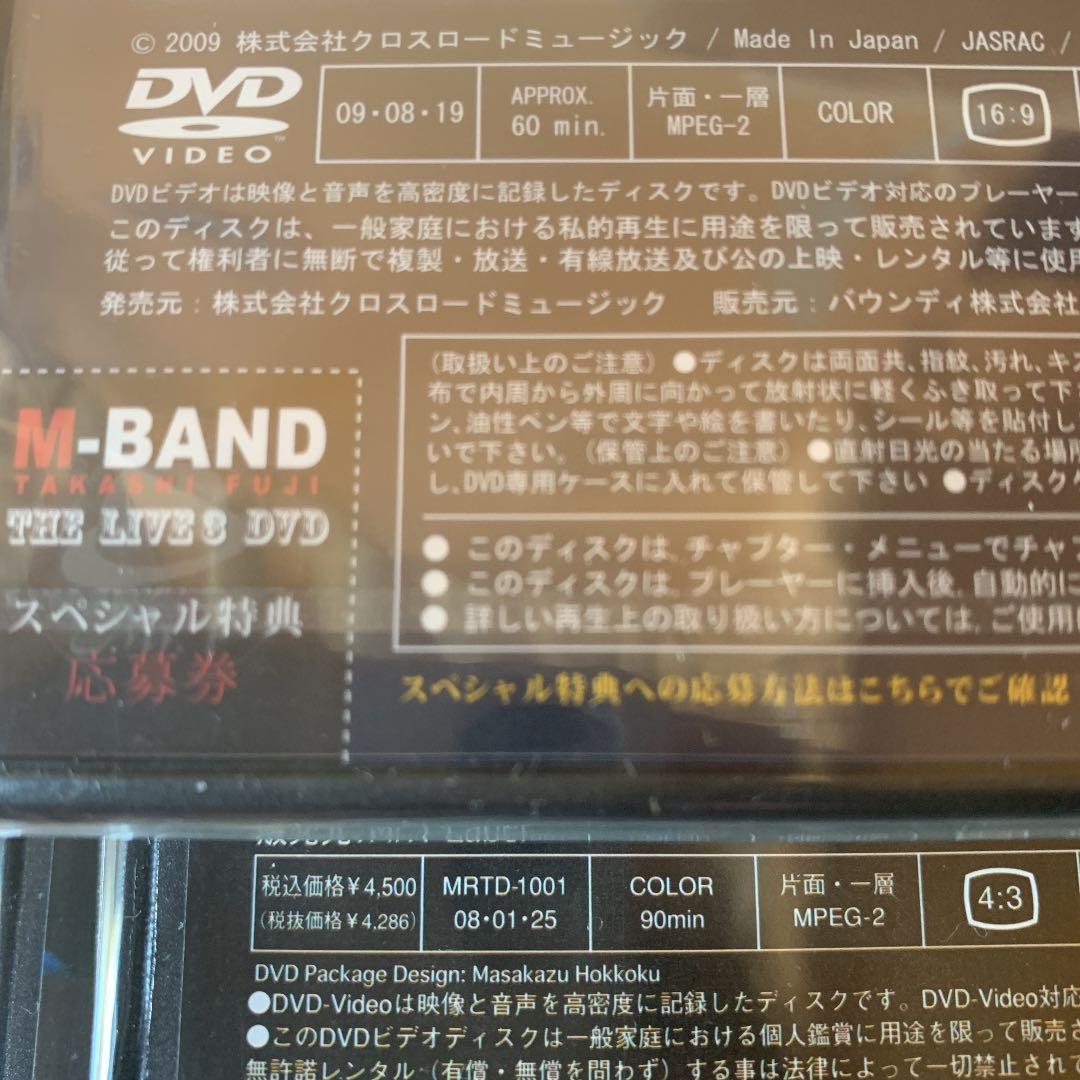 © 2009 株式会社クロスロードミュージック / Made In Japan / JASRAC /
DVD VIDEO ™
09・08・19
APPROX. 60 min.
片面・一層 MPEG-2
COLOR
16:9
DVDビデオは映像と音声を高密度に記録したディスクです。DVDビデオ対応のプレーヤー
このディスクは、一般家庭における私的再生に用途を限って販売されています
従って権利者に無断で複製・放送・有線放送及び公の上映・レンタル等に使用
発売元：株式会社クロスロードミュージック 販売元：バウンディ株式会社
(取扱い上のご注意) ●ディスクは両面共、指紋、汚れ、キズ
布で内周から外周に向かって放射状に軽くふき取って下
ン、油性ペン等で文字や絵を書いたり、シール等を貼付し
いで下さい。(保管上のご注意) ●直射日光の当たる場所
し、DVD専用ケースに入れて保管して下さい ●ディスクケ
● このディスクは、チャプター・メニューでチャプ
● このディスクは、プレーヤーに挿入後、自動的に
● 詳しい再生上の取り扱い方については、ご使用
スペシャル特典への応募方法はこちらでご確認
M-BAND
TAKASHI FUJI
THE LIVE3 DVD
スペシャル特典
応募券
税込価格￥4,500
(税抜価格￥4,286)
MRTD-1001
08・01・25
COLOR
90min
片面・一層
MPEG-2
4:3
DVD Package Design: Masakazu Hokkoku
●DVD-Videoは映像と音声を高密度に記録したディスクです。DVD-Video対応
●このDVDビデオディスクは一般家庭における個人鑑賞に用途を限って販売さ
無許諾レンタル（有償・無償を問わず）する事は法律によって一切禁止されて